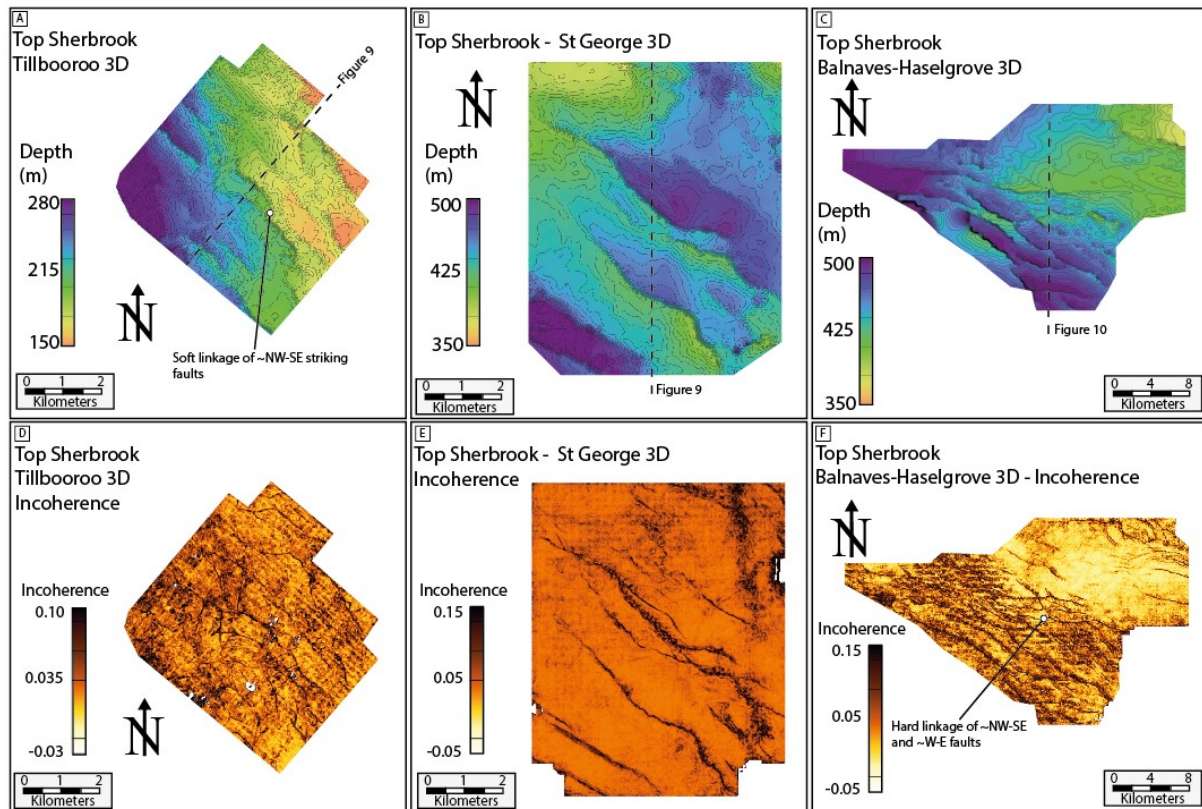 A
Top Sherbrook
Tillbooroo 3D
Figure 9
Depth
(m)
280
215
150
N
Soft linkage of ~NW-SE striking
faults
0 1 2
Kilometers
B
Top Sherbrook - St George 3D
N
Depth
(m)
500
425
350
Figure 9
0 1 2
Kilometers
C
Top Sherbrook
Balnaves-Haselgrove 3D
N
Depth
(m)
500
425
350
Figure 10
0 4 8
Kilometers
D
Top Sherbrook
Tillbooroo 3D
Incoherence
Incoherence
0.10
0.035
-0.03
N
0 1 2
Kilometers
E
Top Sherbrook - St George 3D
Incoherence
N
Incoherence
0.15
0.05
-0.05
0 1 2
Kilometers
F
Top Sherbrook
Balnaves-Haselgrove 3D - Incoherence
N
Incoherence
0.15
0.05
-0.05
Hard linkage of ~NW-SE
and ~W-E faults
0 4 8
Kilometers